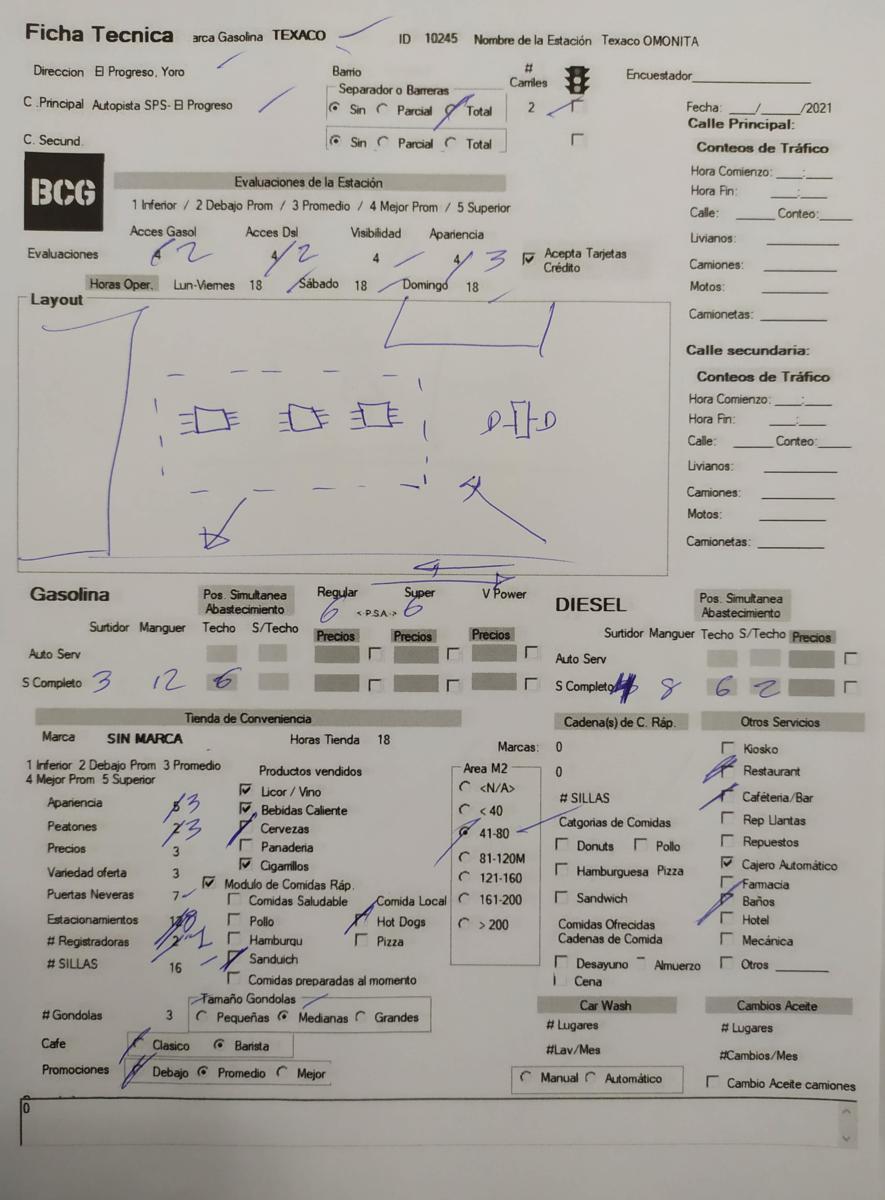 Ficha Tecnica arca Gasolina TEXACO ID 10245 Nombre de la Estación Texaco OMONITA
Direccion El Progreso, Yoro Barrio # Carriles Encuestador
C .Principal Autopista SPS- El Progreso Separador o Barreras Sin Parcial Total 2 Fecha: ___/____/2021
C. Secund. Sin Parcial Total
Calle Principal:
Conteos de Tráfico
Hora Comienzo: ___:___
Hora Fin: ___:___
Calle: Conteo:
Livianos:
Camiones:
Motos:
Camionetas:
BCG
Evaluaciones de la Estación
1 Inferior / 2 Debajo Prom / 3 Promedio / 4 Mejor Prom / 5 Superior
Acces Gasol Acces Dsl Visibilidad Apariencia
Evaluaciones 4 2 4 2 4 4 3 Acepta Tarjetas Crédito
Horas Oper. Lun-Viernes 18 Sábado 18 Domingo 18
Layout
D D
Calle secundaria:
Conteos de Tráfico
Hora Comienzo: ___:___
Hora Fin: ___:___
Calle: Conteo:
Livianos:
Camiones:
Motos:
Camionetas:
Gasolina Pos. Simultanea Abastecimiento Regular Super V Power
6 <-P.S.A.-> 6
Surtidor Manguer Techo S/Techo Precios Precios Precios
Auto Serv
S Completo 3 12 6
DIESEL Pos. Simultanea Abastecimiento
Surtidor Manguer Techo S/Techo Precios
Auto Serv
S Completo 8 6 2
Tienda de Conveniencia
Marca SIN MARCA Horas Tienda 18
1 Inferior 2 Debajo Prom 3 Promedio
4 Mejor Prom 5 Superior
Apariencia 5 3
Peatones 2 3
Precios 3
Variedad oferta 3
Puertas Neveras 7
Estacionamientos
# Registradoras 2 1
# SILLAS 16
# Gondolas 3
Productos vendidos
Licor / Vino
Bebidas Caliente
Cervezas
Panaderia
Cigarrillos
Modulo de Comidas Ráp.
Comidas Saludable Comida Local
Pollo Hot Dogs
Hamburqu Pizza
Sanduich
Comidas preparadas al momento
Tamaño Gondolas
Pequeñas Medianas Grandes
Cafe Clasico Barista
Promociones Debajo Promedio Mejor
Area M2
<N/A>
< 40
41-80
81-120M
121-160
161-200
> 200
Cadena(s) de C. Ráp.
Marcas: 0
0
# SILLAS
Catgorias de Comidas
Donuts Pollo
Hamburguesa Pizza
Sandwich
Comidas Ofrecidas
Cadenas de Comida
Desayuno Almuerzo
Cena
Otros Servicios
Kiosko
Restaurant
Caféteria/Bar
Rep Llantas
Repuestos
Cajero Automático
Farmacia
Baños
Hotel
Mecánica
Otros
Car Wash
# Lugares
#Lav/Mes
Manual Automático
Cambios Aceite
# Lugares
#Cambios/Mes
Cambio Aceite camiones
0